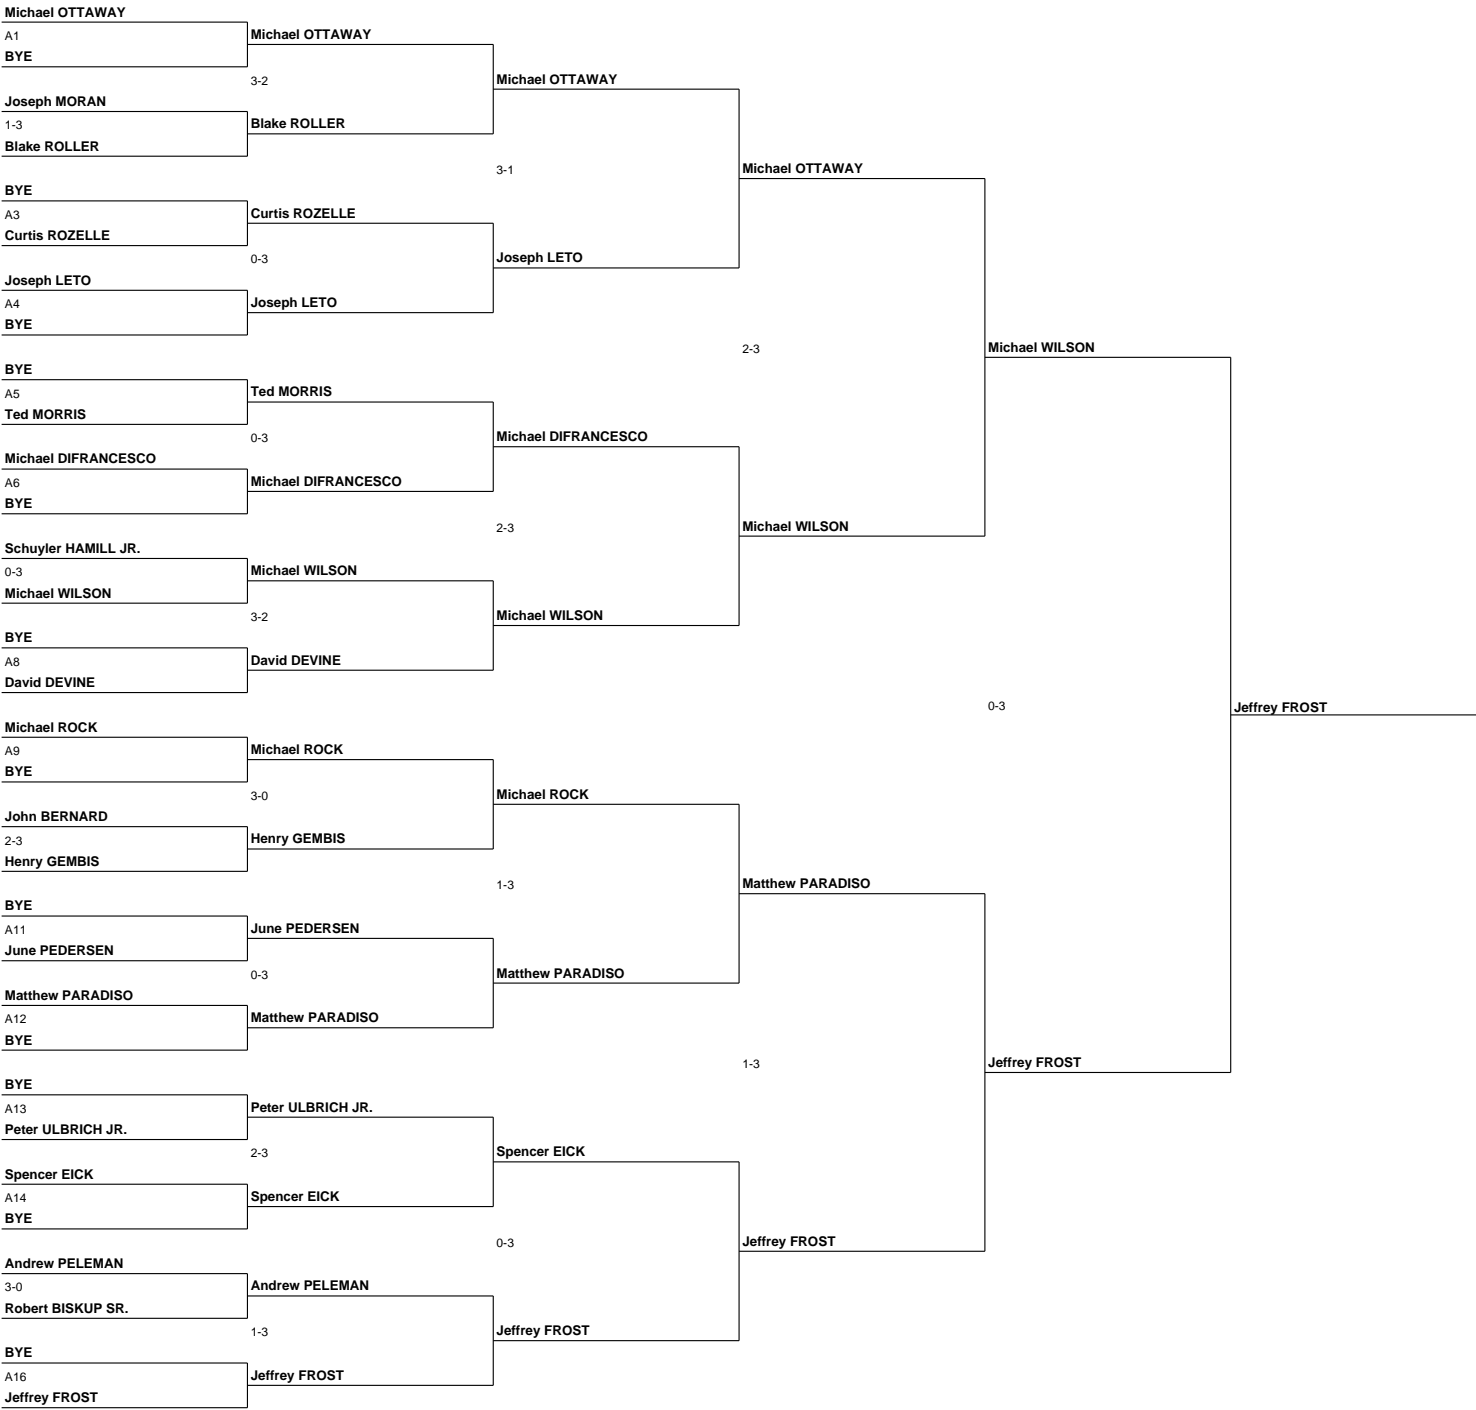 Michael OTTAWAY
A1
BYE
Joseph MORAN
1-3
Blake ROLLER
BYE
A3
Curtis ROZELLE
Joseph LETO
A4
BYE
BYE
A5
Ted MORRIS
Michael DIFRANCESCO
A6
BYE
Schuyler HAMILL JR.
0-3
Michael WILSON
BYE
A8
David DEVINE
Michael ROCK
A9
BYE
John BERNARD
2-3
Henry GEMBIS
BYE
A11
June PEDERSEN
Matthew PARADISO
A12
BYE
BYE
A13
Peter ULBRICH JR.
Spencer EICK
A14
BYE
Andrew PELEMAN
3-0
Robert BISKUP SR.
BYE
A16
Jeffrey FROST
Michael OTTAWAY
3-2
Blake ROLLER
Curtis ROZELLE
0-3
Joseph LETO
Ted MORRIS
0-3
Michael DIFRANCESCO
Michael WILSON
3-2
David DEVINE
Michael ROCK
3-0
Henry GEMBIS
June PEDERSEN
0-3
Matthew PARADISO
Peter ULBRICH JR.
2-3
Spencer EICK
Andrew PELEMAN
1-3
Jeffrey FROST
Michael OTTAWAY
3-1
Joseph LETO
Michael DIFRANCESCO
2-3
Michael WILSON
Michael ROCK
1-3
Matthew PARADISO
Spencer EICK
0-3
Jeffrey FROST
Michael OTTAWAY
2-3
Michael WILSON
Matthew PARADISO
1-3
Jeffrey FROST
Michael WILSON
0-3
Jeffrey FROST
Jeffrey FROST